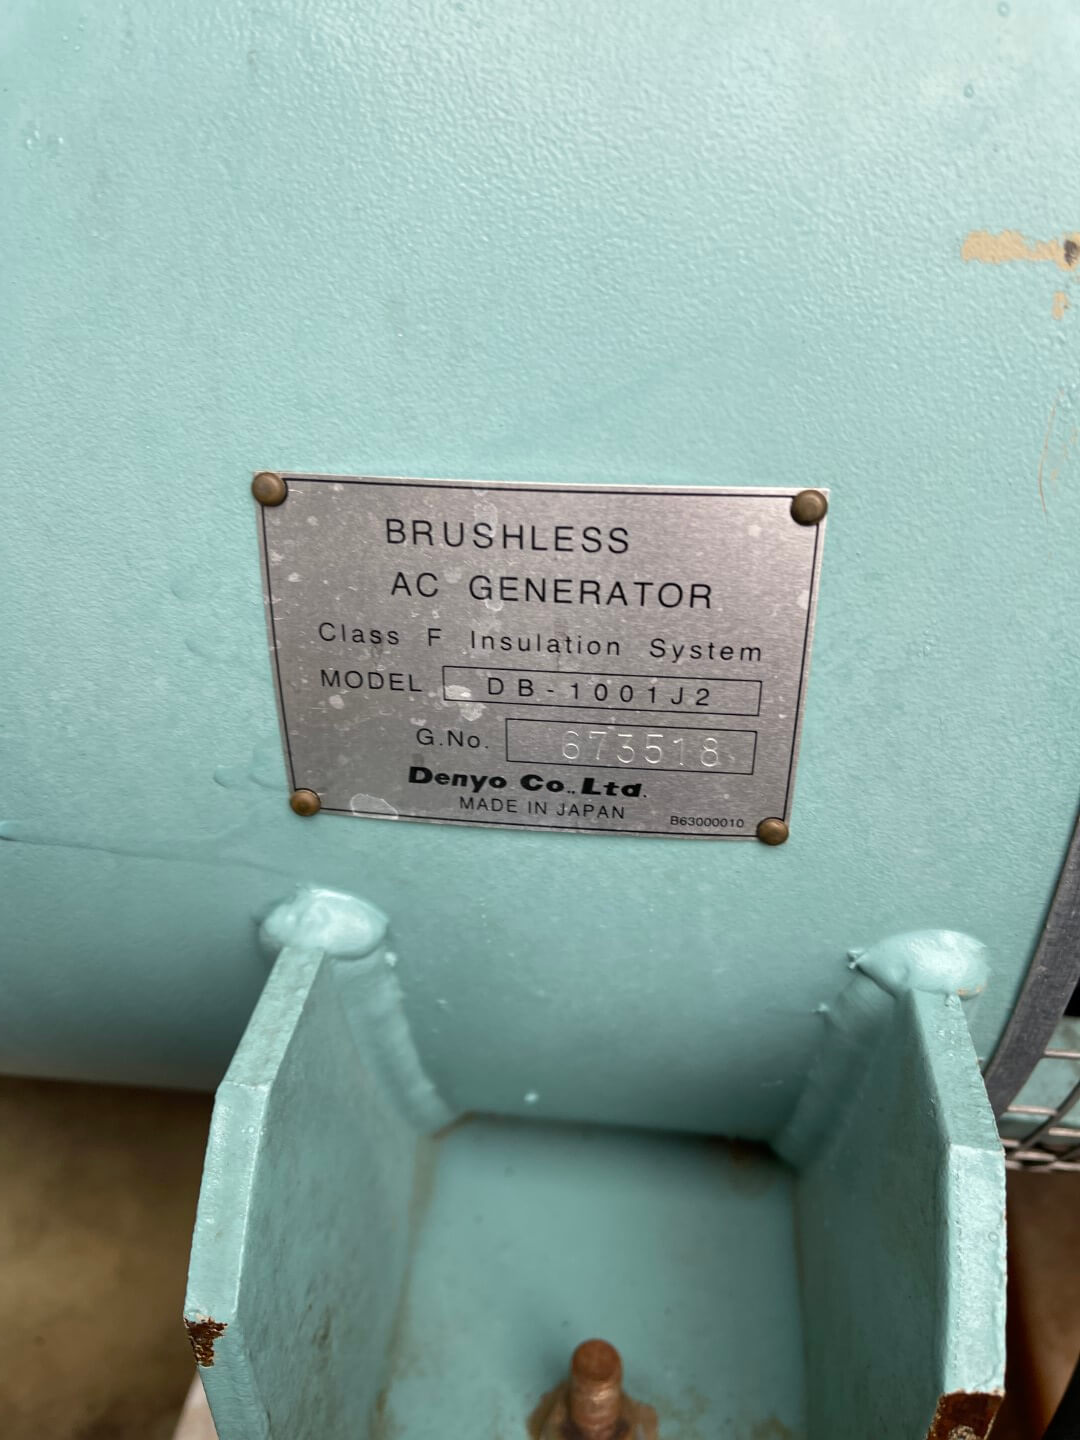 BRUSHLESS
AC GENERATOR
Class F Insulation System
MODEL DB-1001J2
G.No. 673518
Denyo Co., Ltd.
MADE IN JAPAN B63000010